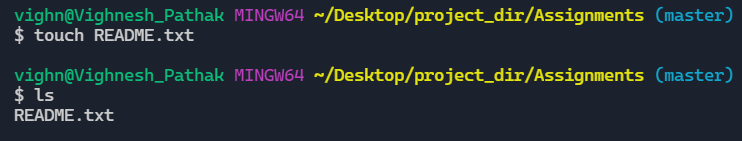 vighn@Vighnesh_Pathak MINGW64 ~/Desktop/project_dir/Assignments (master)
$ touch README.txt
vighn@Vighnesh_Pathak MINGW64 ~/Desktop/project_dir/Assignments (master)
$ ls
README.txt